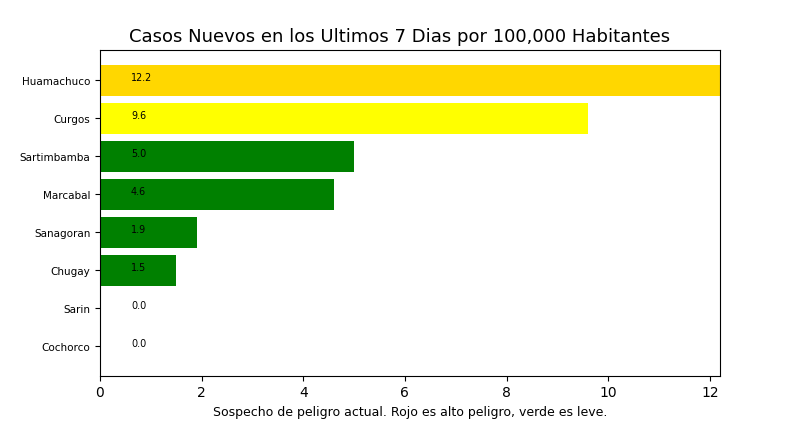 Casos Nuevos en los Ultimos 7 Dias por 100,000 Habitantes
Huamachuco 12.2
Curgos 9.6
Sartimbamba 5.0
Marcabal 4.6
Sanagoran 1.9
Chugay 1.5
Sarin 0.0
Cochorco 0.0
0 2 4 6 8 10 12
Sospecho de peligro actual. Rojo es alto peligro, verde es leve.